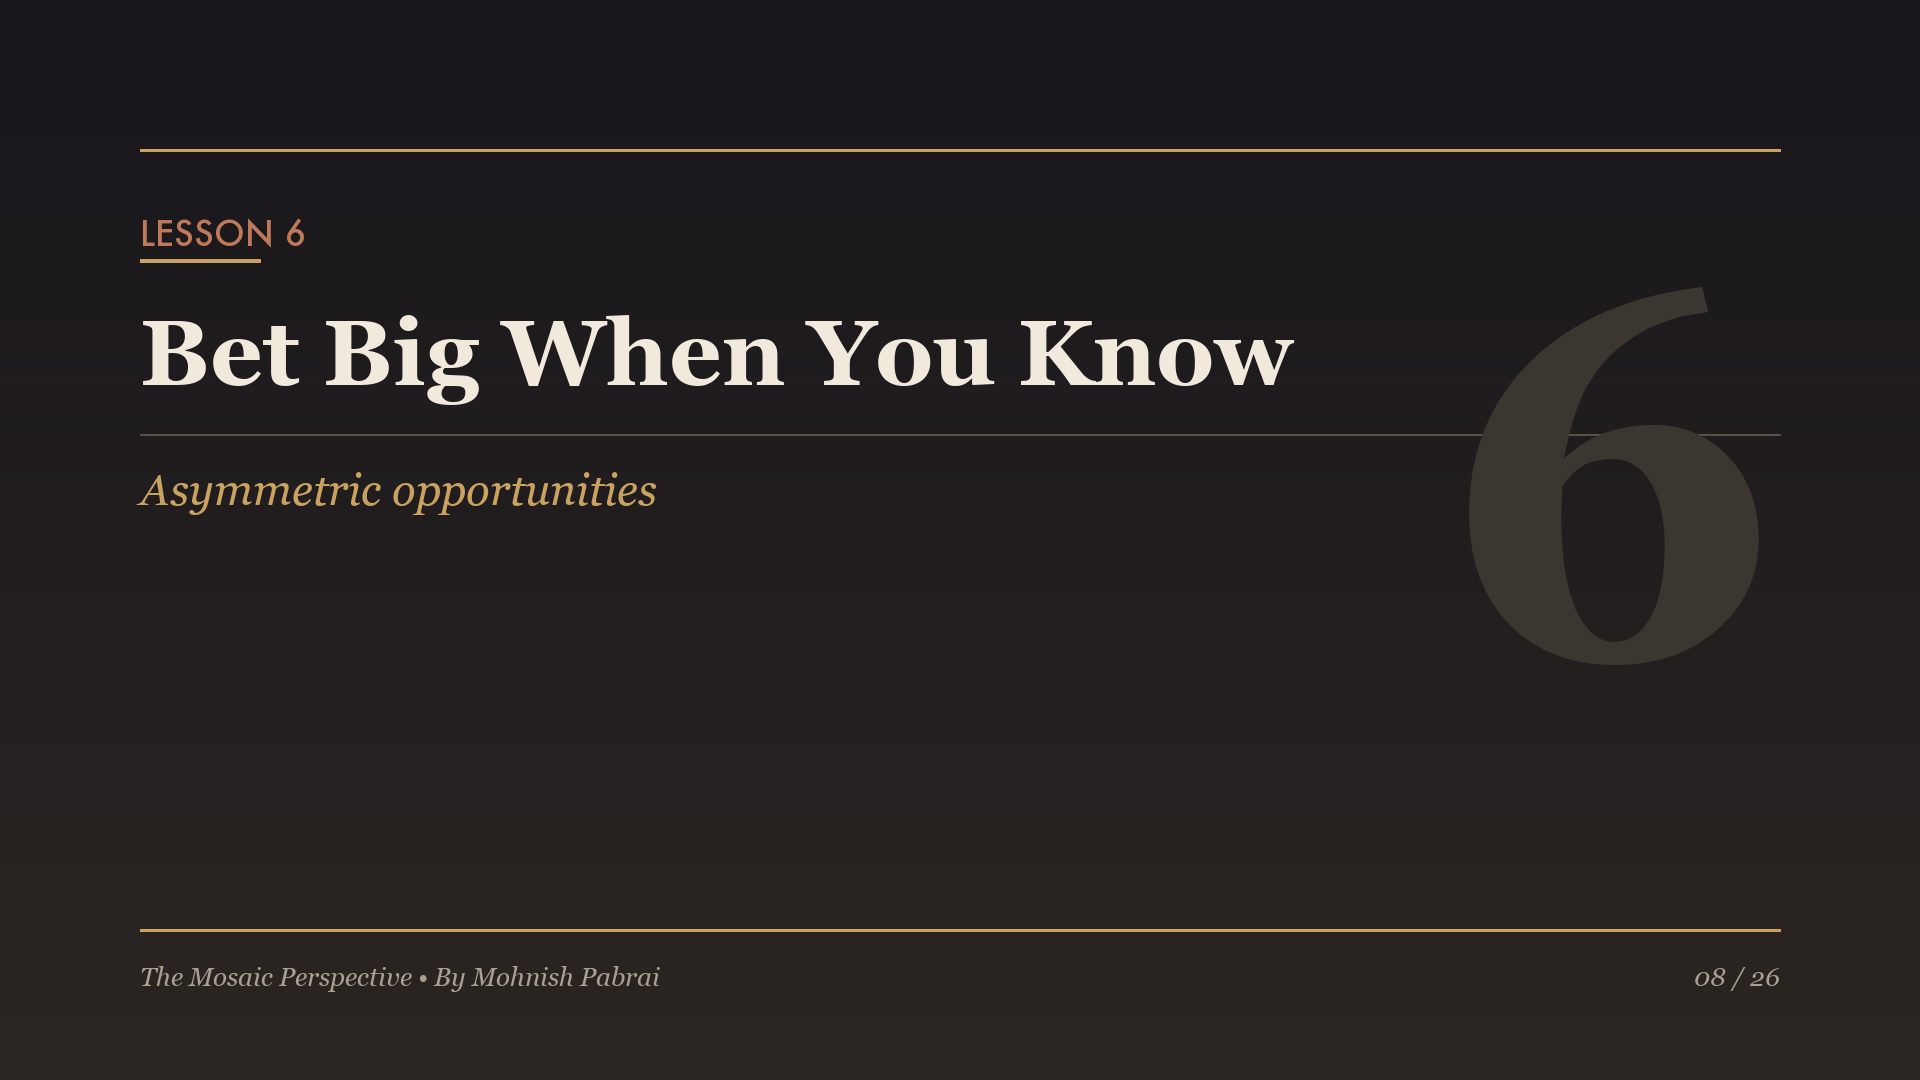 LESSON 6
Bet Big When You Know
6
Asymmetric opportunities
The Mosaic Perspective • By Mohnish Pabrai
08 / 26